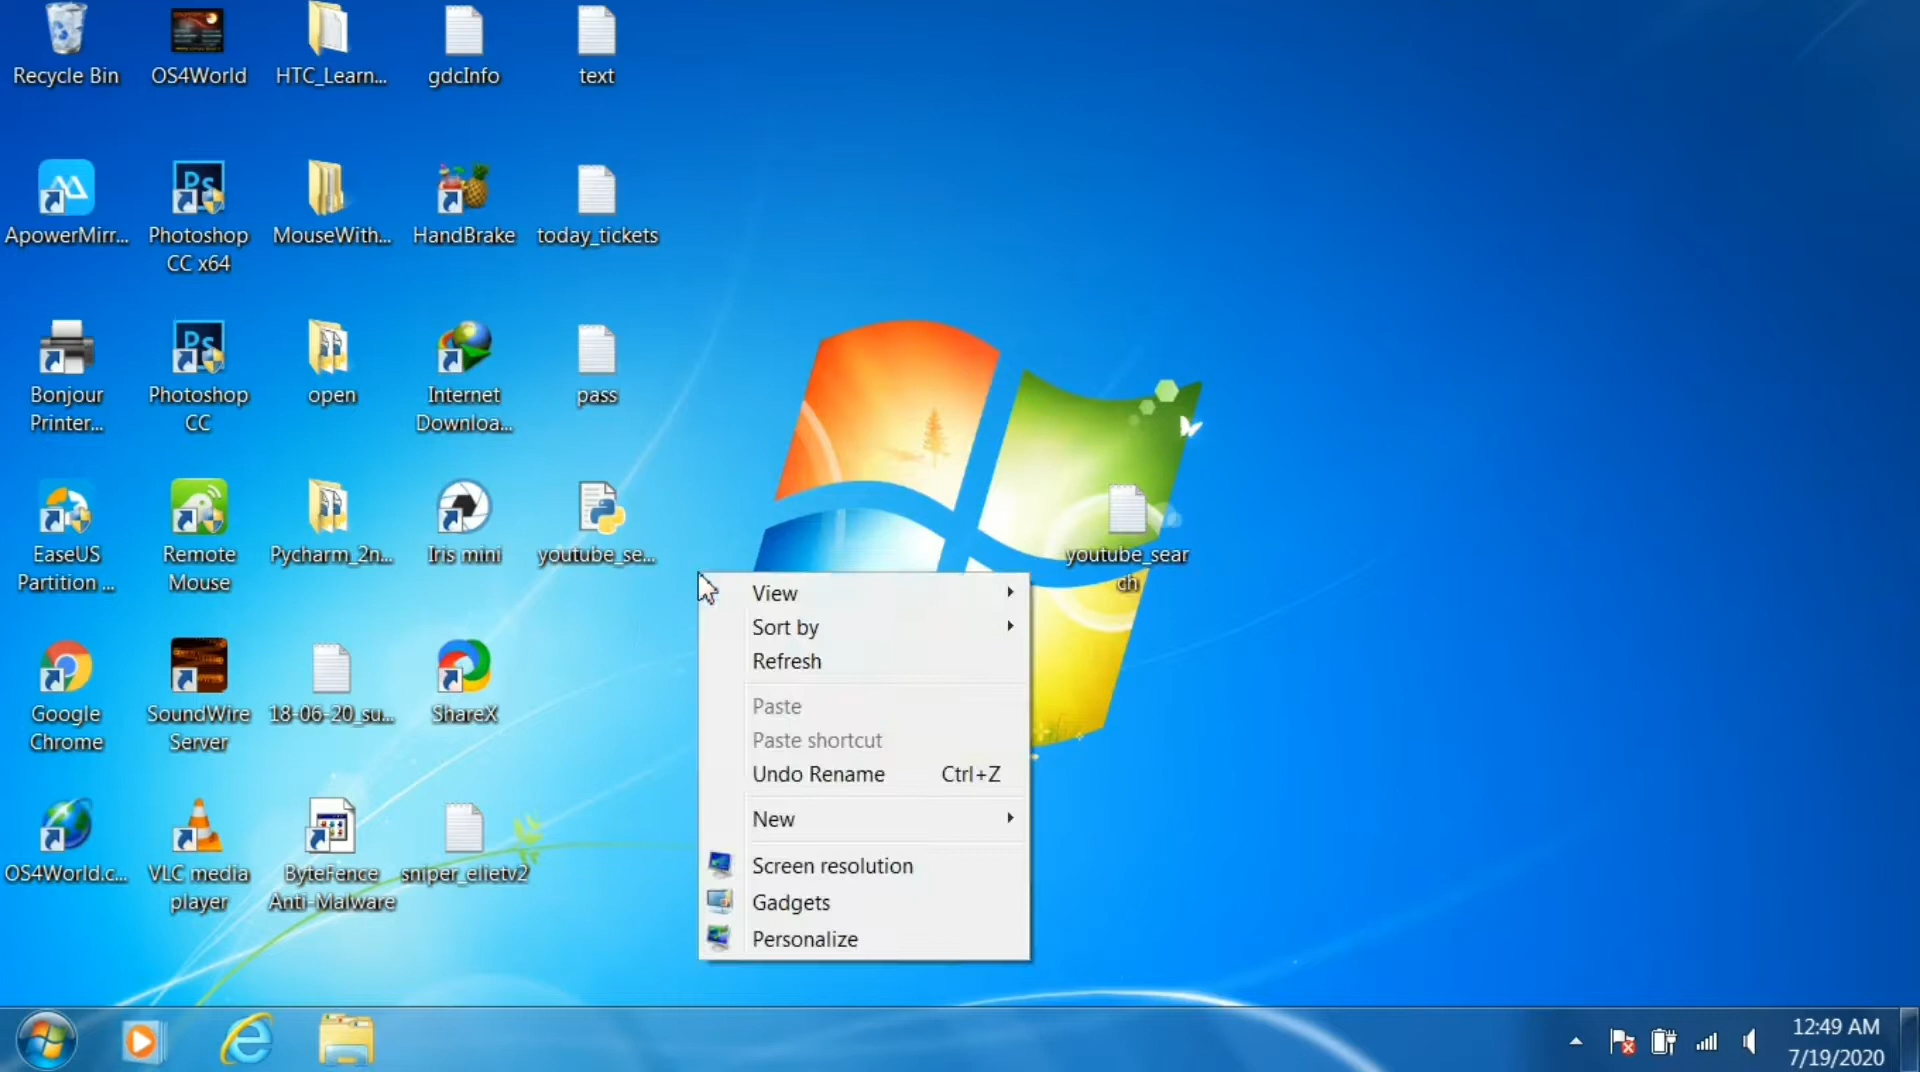 Recycle Bin
OS4World
HTC_Learn...
gdcInfo
text
ApowerMirr...
Photoshop
CC x64
MouseWith...
HandBrake
today_tickets
Bonjour
Printer...
Photoshop
CC
open
Internet
Downloa...
pass
EaseUS
Partition ...
Remote
Mouse
Pycharm_2n...
Iris mini
youtube_se...
youtube_sear
ch
Google
Chrome
SoundWire
Server
18-06-20_su...
ShareX
OS4World.c...
VLC media
player
ByteFence
Anti-Malware
sniper_elietv2
View
Sort by
Refresh
Paste
Paste shortcut
Undo Rename Ctrl+Z
New
Screen resolution
Gadgets
Personalize
12:49 AM
7/19/2020